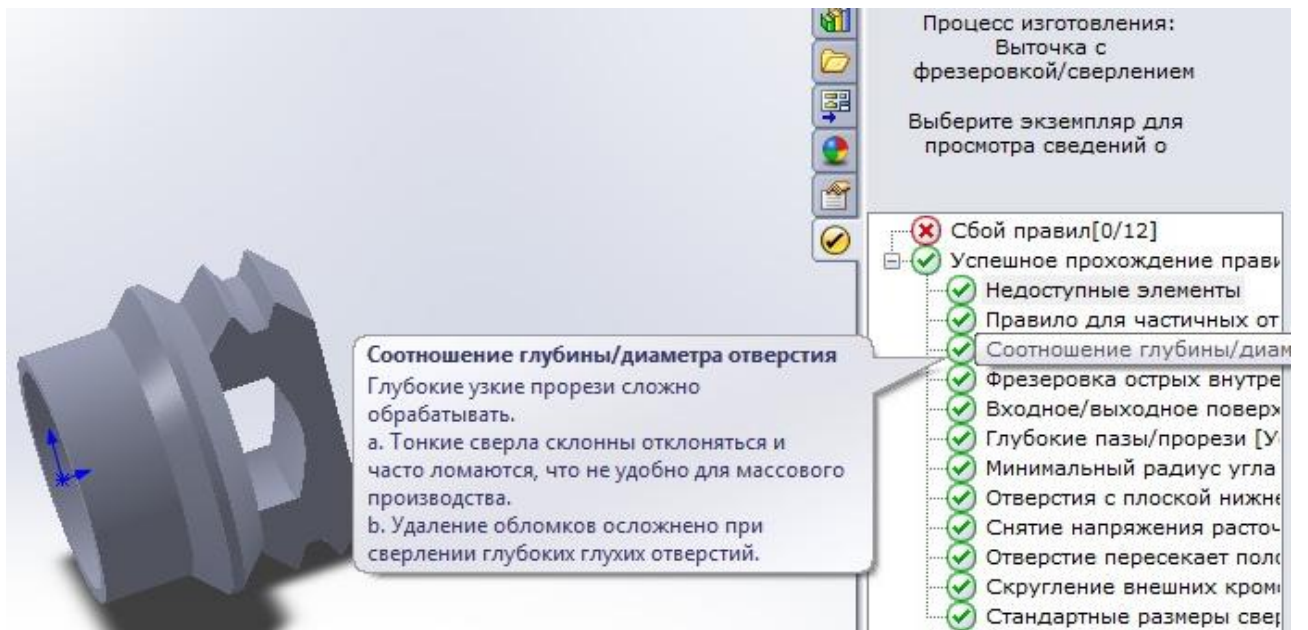 Процесс изготовления:
Выточка с
фрезеровкой/сверлением
Выберите экземпляр для
просмотра сведений о
Сбой правил[0/12]
Успешное прохождение прави
Недоступные элементы
Правило для частичных от
Соотношение глубины/диам
Фрезеровка острых внутре
Входное/выходное поверх
Глубокие пазы/прорези [У
Минимальный радиус угла
Отверстия с плоской нижне
Снятие напряжения расточ
Отверстие пересекает поло
Скругление внешних кромо
Стандартные размеры свер
Соотношение глубины/диаметра отверстия
Глубокие узкие прорези сложно
обрабатывать.
a. Тонкие сверла склонны отклоняться и
часто ломаются, что не удобно для массового
производства.
b. Удаление обломков осложнено при
сверлении глубоких глухих отверстий.